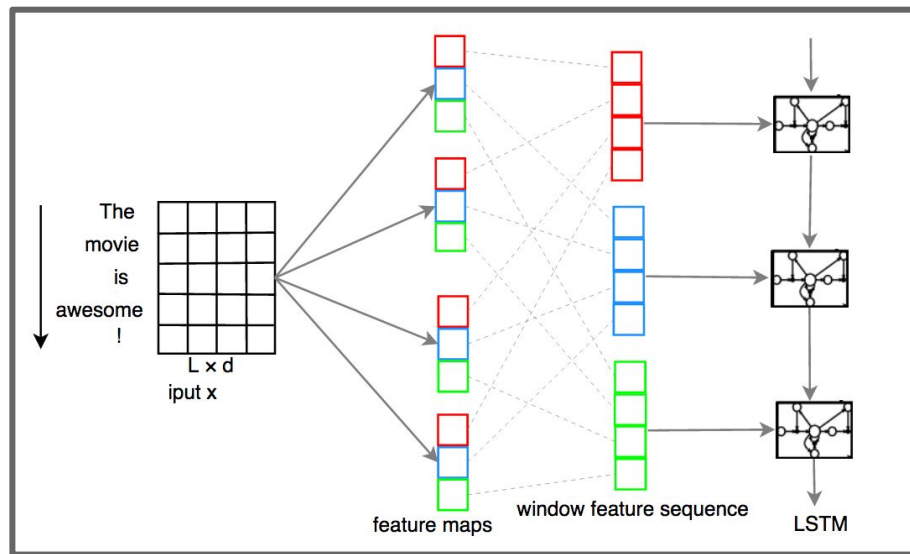 The
movie
is
awesome
!
L × d
iput x
feature maps
window feature sequence
LSTM